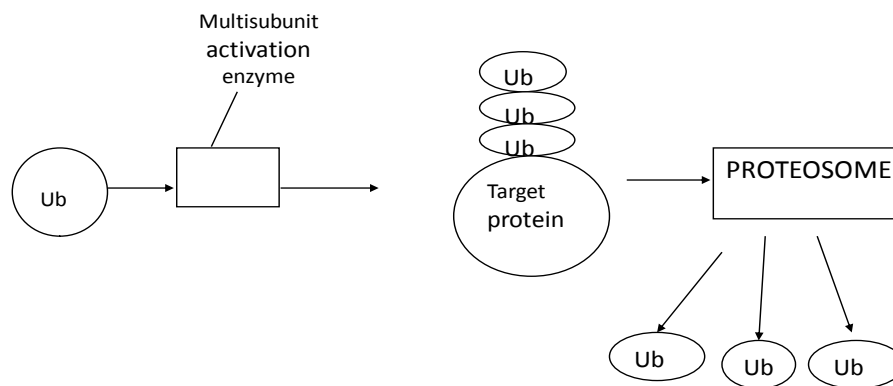 Multisubunit
activation
enzyme
Ub
Ub
Ub
Ub
Target
protein
PROTEOSOME
Ub
Ub
Ub